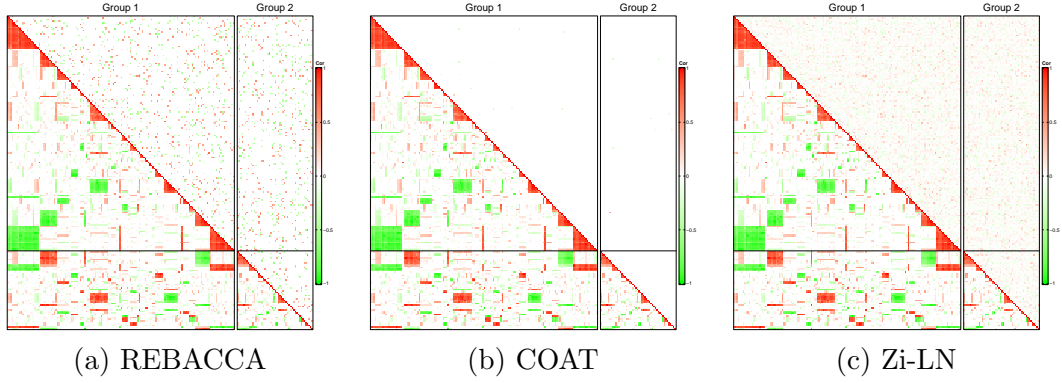 Group 1 Group 2 Group 1 Group 2 Group 1 Group 2
Cor Cor Cor
1 1 1
0.5 0.5 0.5
0 0 0
-0.5 -0.5 -0.5
-1 -1 -1
(a) REBACCA (b) COAT (c) Zi-LN